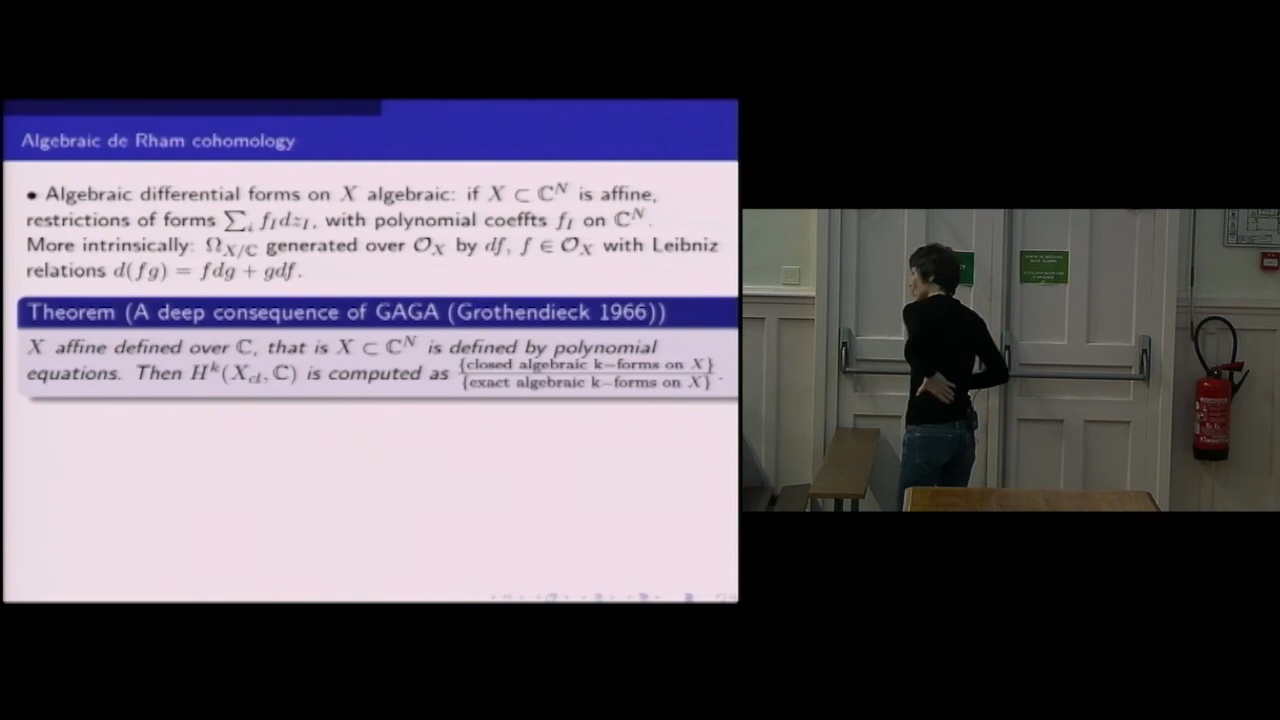 Algebraic de Rham cohomology
• Algebraic differential forms on X algebraic: if X ⊂ ℂ^N is affine,
restrictions of forms ∑_i f_I dz_I, with polynomial coeffts f_I on ℂ^N.
More intrinsically: Ω_{X/ℂ} generated over 𝒪_X by df, f ∈ 𝒪_X with Leibniz
relations d(fg) = fdg + gdf.
Theorem (A deep consequence of GAGA (Grothendieck 1966))
X affine defined over ℂ, that is X ⊂ ℂ^N is defined by polynomial
equations. Then H^k(X_cl, ℂ) is computed as {closed algebraic k−forms on X} / {exact algebraic k−forms on X}.